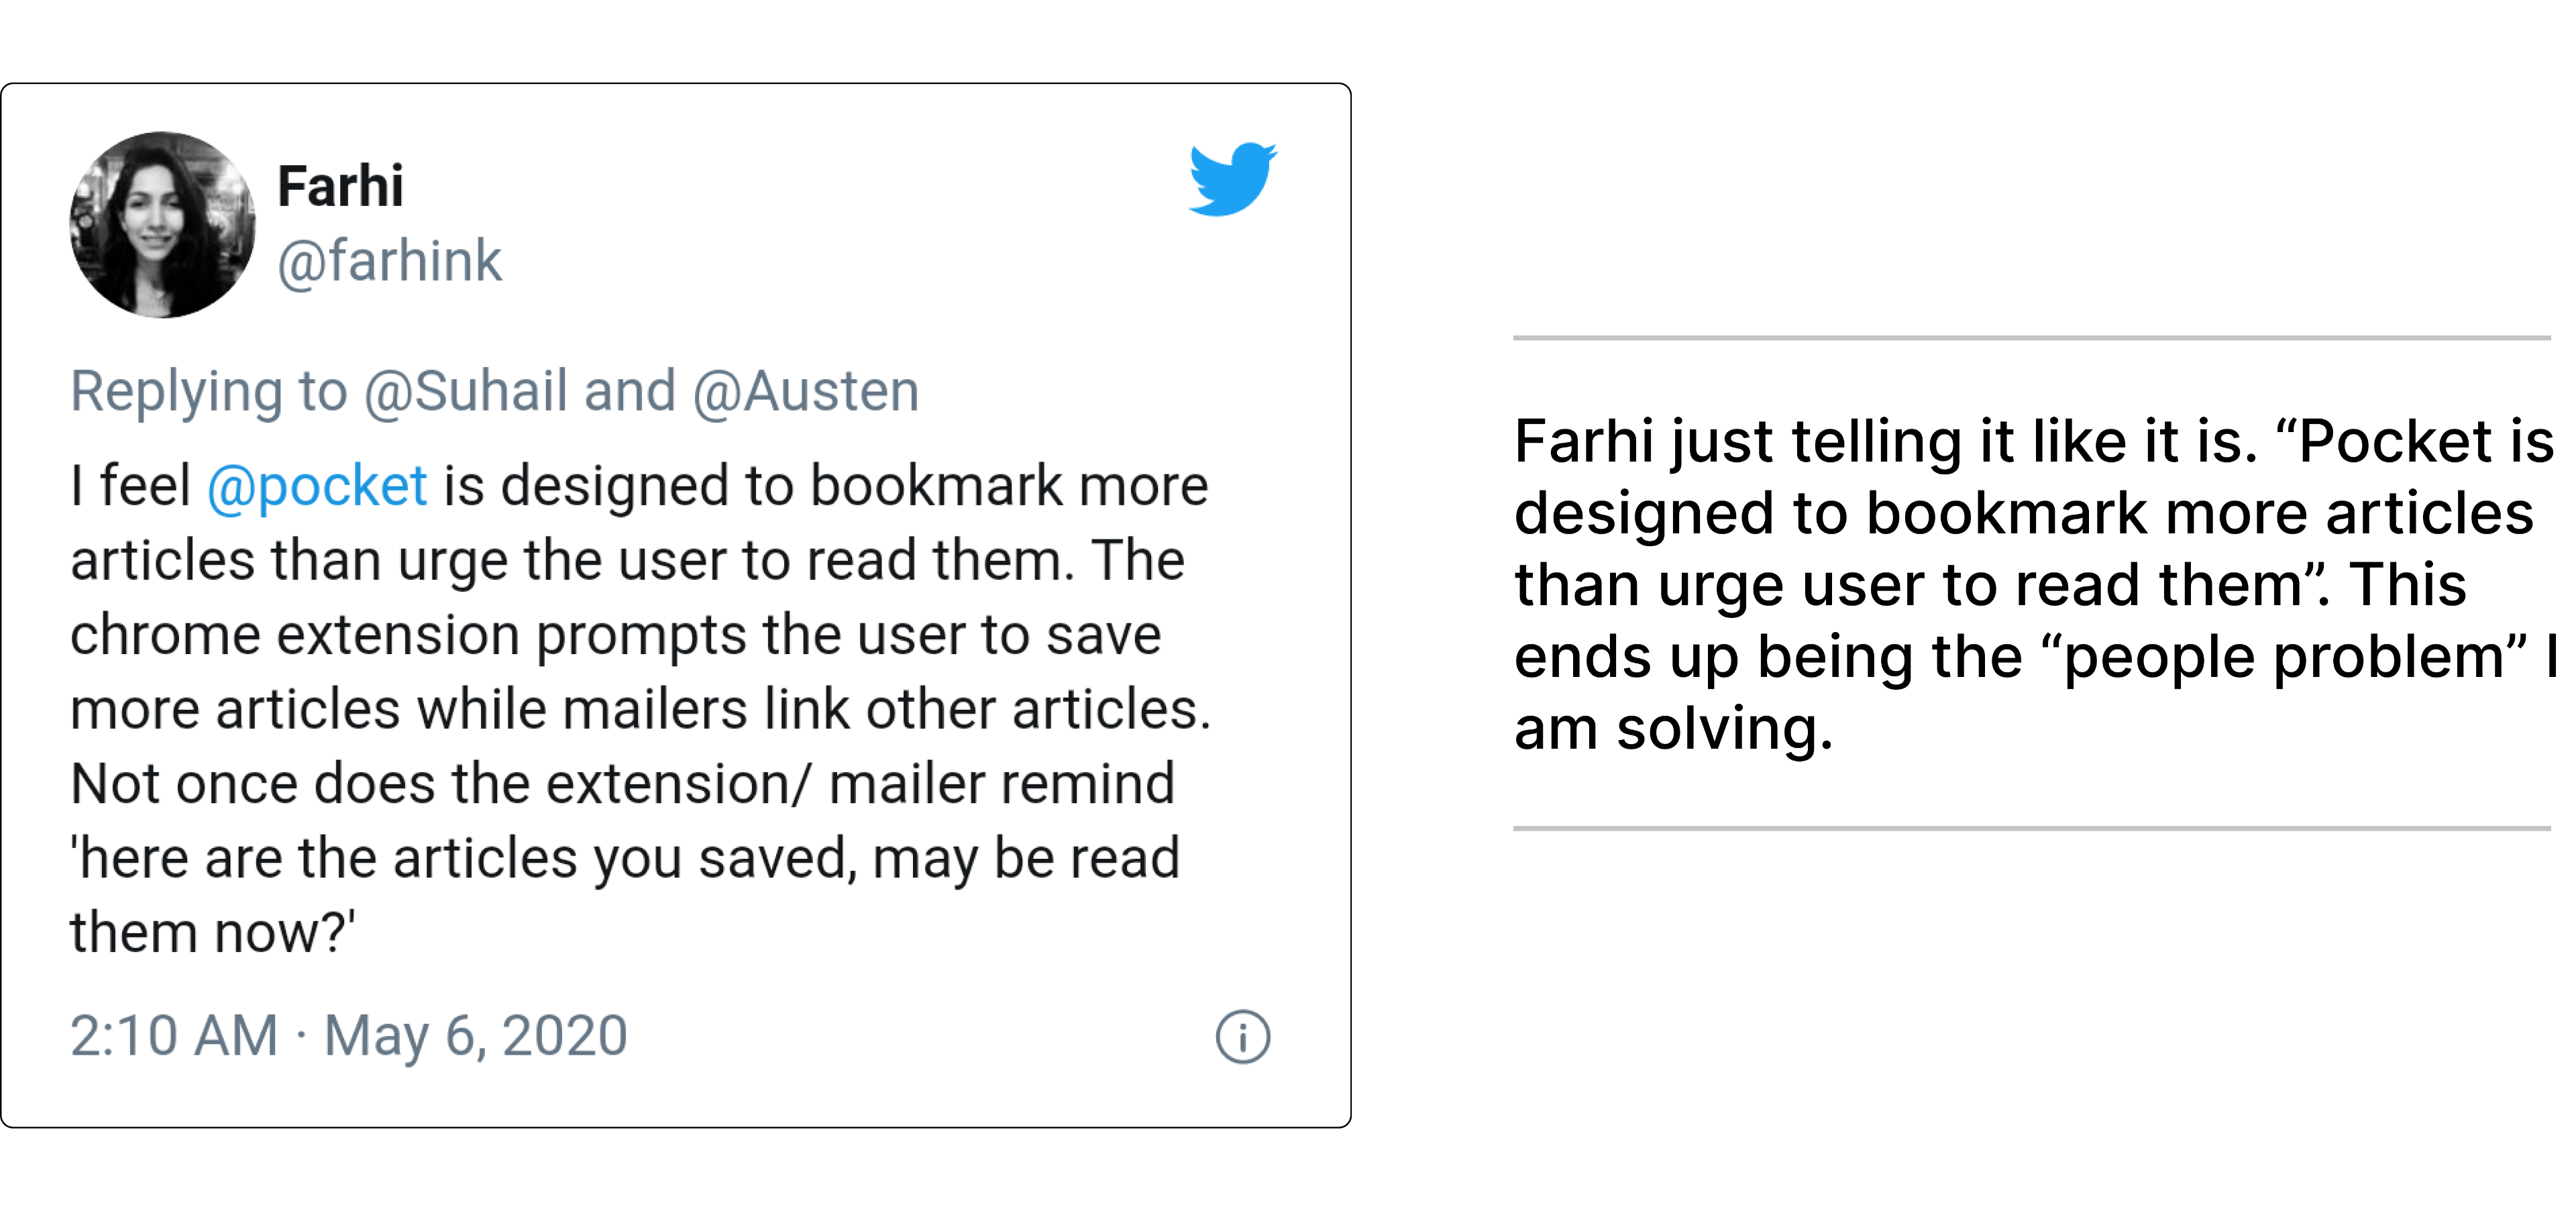 Farhi
@farhink
Replying to @Suhail and @Austen
I feel @pocket is designed to bookmark more
articles than urge the user to read them. The
chrome extension prompts the user to save
more articles while mailers link other articles.
Not once does the extension/ mailer remind
'here are the articles you saved, may be read
them now?'
2:10 AM · May 6, 2020
Farhi just telling it like it is. “Pocket is
designed to bookmark more articles
than urge user to read them”. This
ends up being the “people problem” I
am solving.